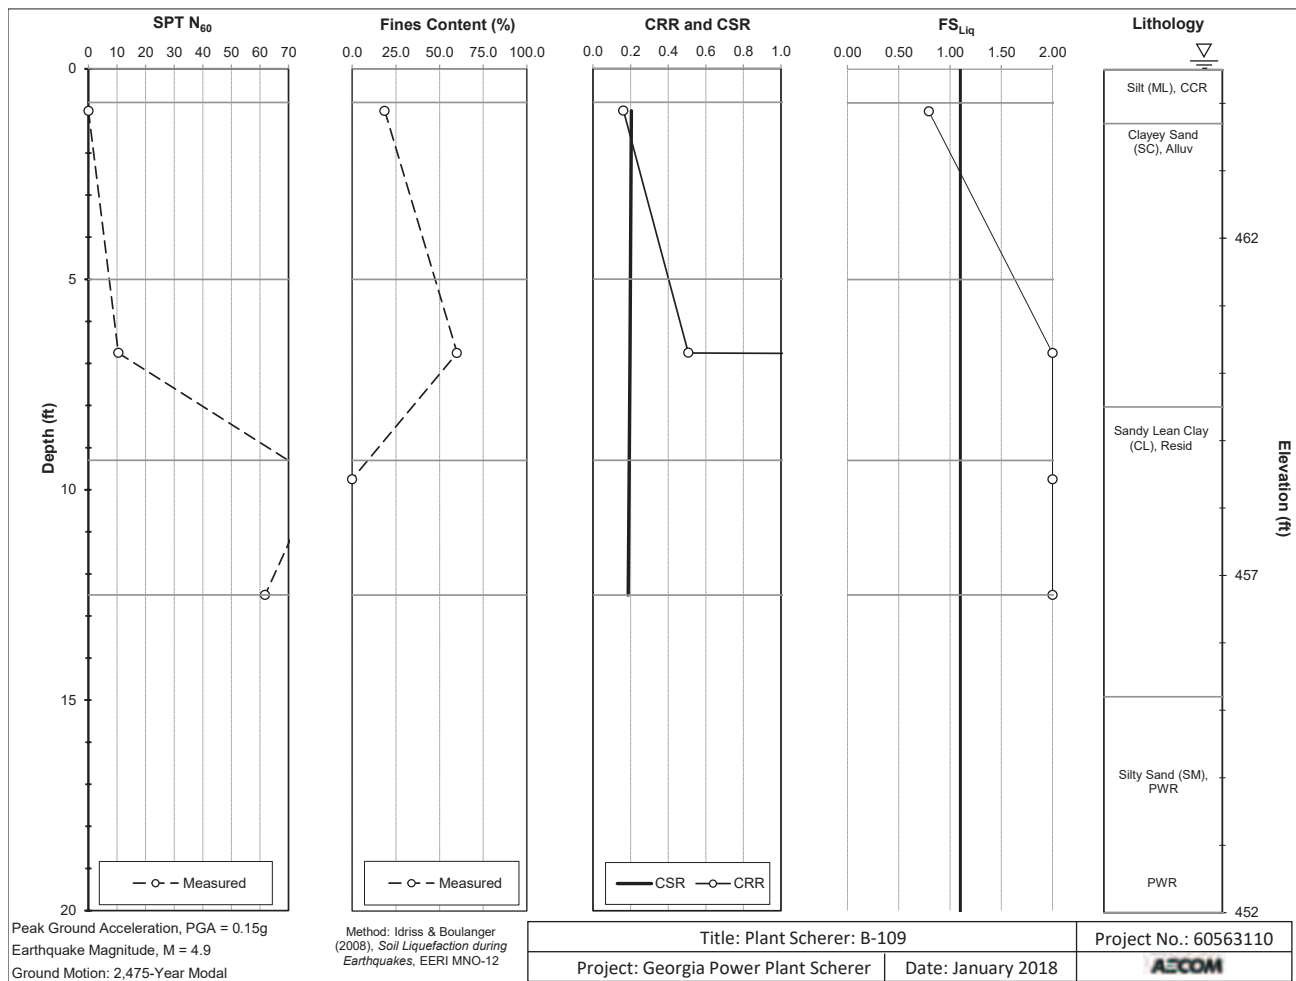 SPT N60
Fines Content (%)
CRR and CSR
FSLiq
Lithology
0 10 20 30 40 50 60 70
0.0 25.0 50.0 75.0 100.0
0.0 0.2 0.4 0.6 0.8 1.0
0.00 0.50 1.00 1.50 2.00
0
5
10
15
20
Depth (ft)
Silt (ML), CCR
Clayey Sand
(SC), Alluv
Sandy Lean Clay
(CL), Resid
Silty Sand (SM),
PWR
PWR
462
457
452
Elevation (ft)
Measured
Measured
CSR
CRR
Peak Ground Acceleration, PGA = 0.15g
Earthquake Magnitude, M = 4.9
Ground Motion: 2,475-Year Modal
Method: Idriss & Boulanger
(2008), Soil Liquefaction during
Earthquakes, EERI MNO-12
Title: Plant Scherer: B-109
Project No.: 60563110
Project: Georgia Power Plant Scherer
Date: January 2018
AECOM